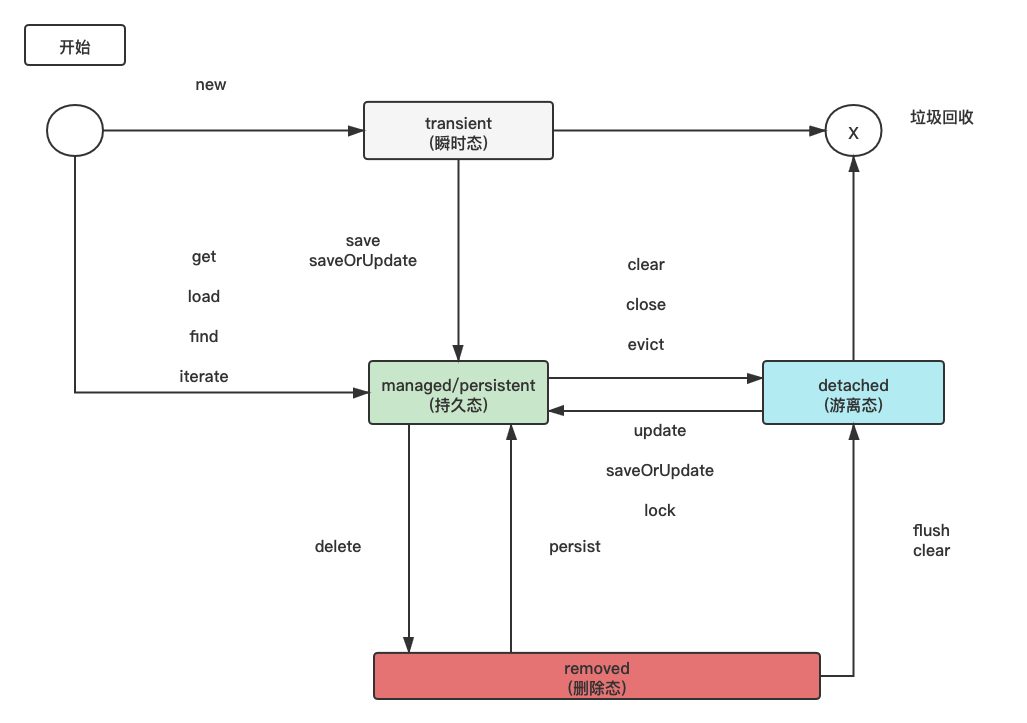 开始
new
transient
(瞬时态)
X
垃圾回收
save
saveOrUpdate
get
load
find
iterate
clear
close
evict
managed/persistent
(持久态)
detached
(游离态)
update
saveOrUpdate
lock
delete
persist
flush
clear
removed
(删除态)